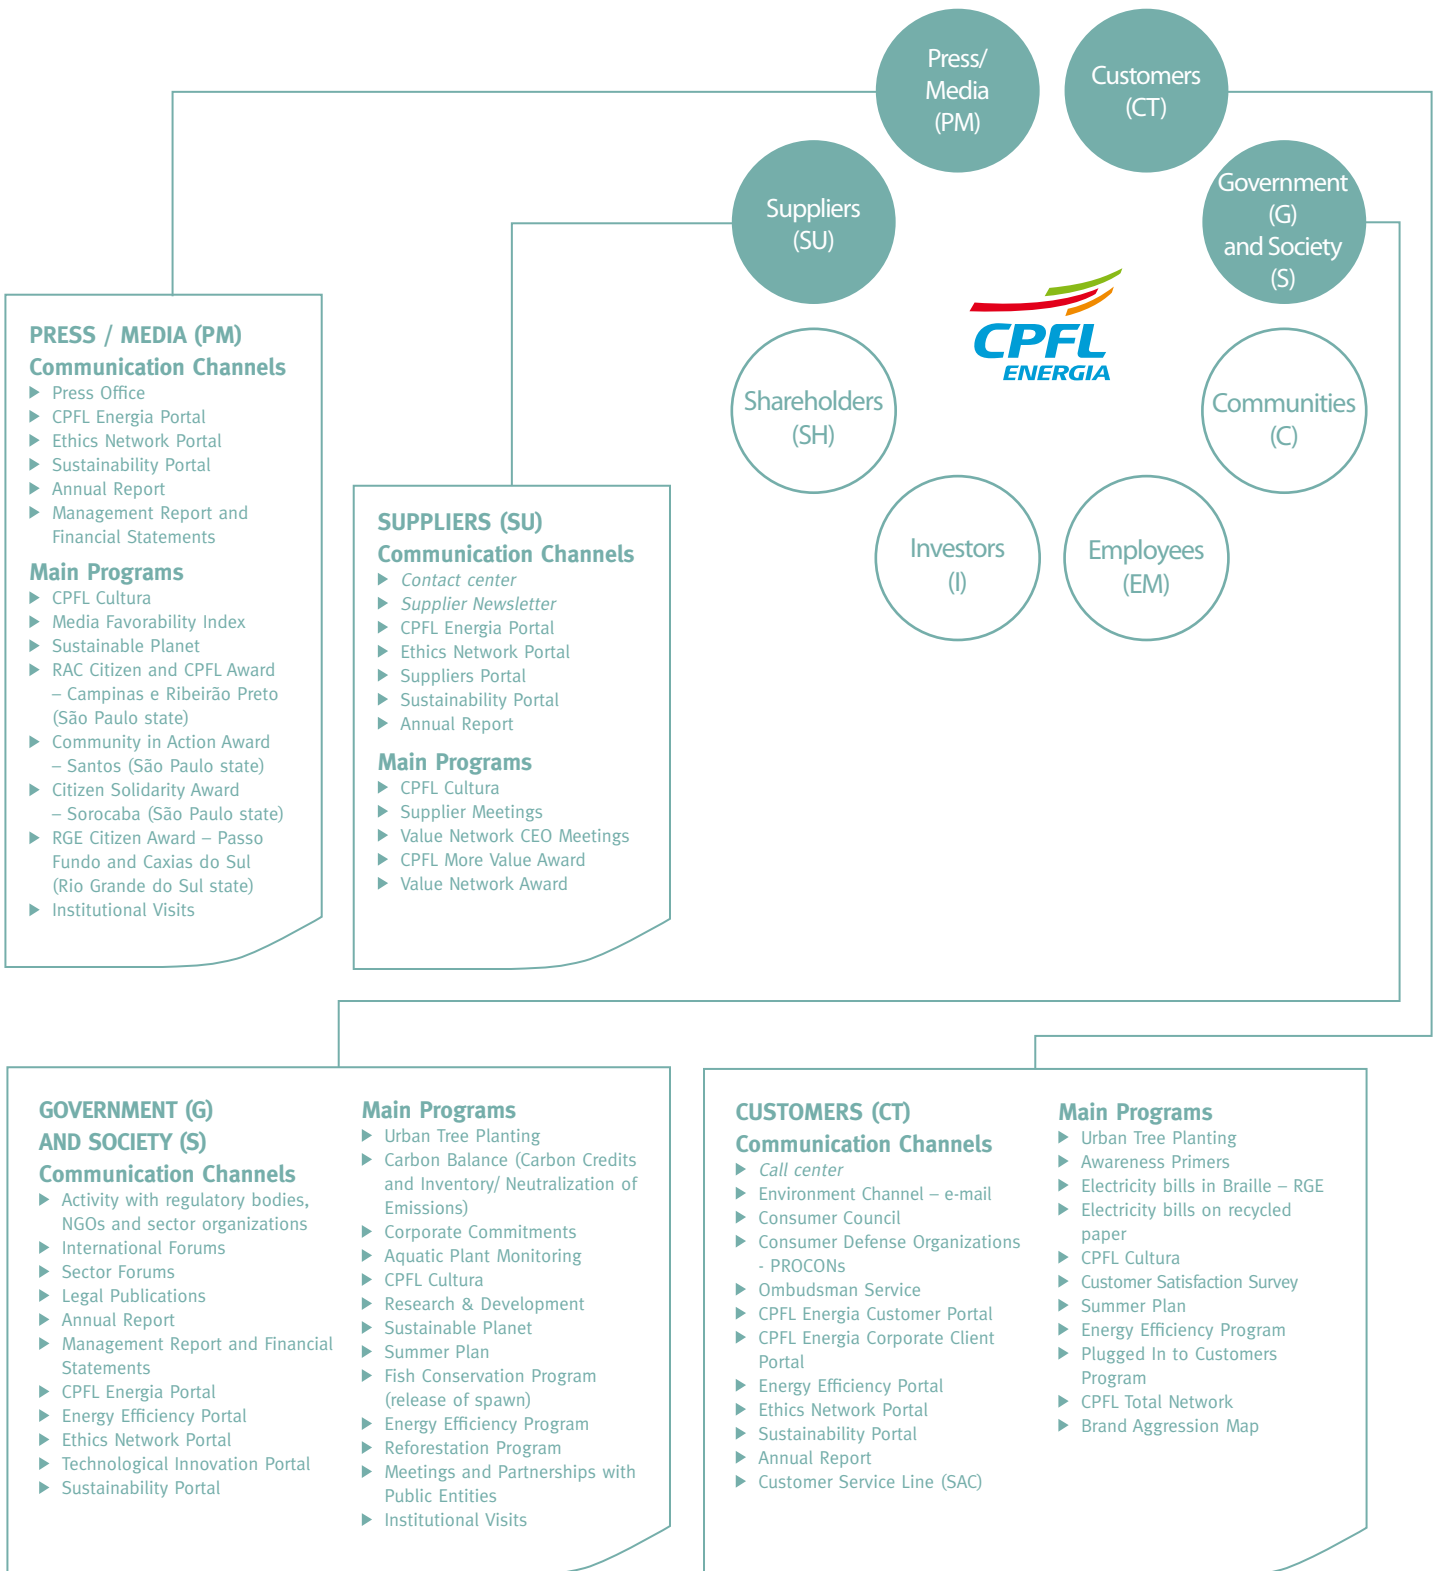 Press/
Media
(PM)
Customers
(CT)
Suppliers
(SU)
Government
(G)
and Society
(S)
CPFL
ENERGIA
Shareholders
(SH)
Communities
(C)
Investors
(I)
Employees
(EM)
PRESS / MEDIA (PM)
Communication Channels
▶ Press Office
▶ CPFL Energia Portal
▶ Ethics Network Portal
▶ Sustainability Portal
▶ Annual Report
▶ Management Report and
Financial Statements
Main Programs
▶ CPFL Cultura
▶ Media Favorability Index
▶ Sustainable Planet
▶ RAC Citizen and CPFL Award
– Campinas e Ribeirão Preto
(São Paulo state)
▶ Community in Action Award
– Santos (São Paulo state)
▶ Citizen Solidarity Award
– Sorocaba (São Paulo state)
▶ RGE Citizen Award – Passo
Fundo and Caxias do Sul
(Rio Grande do Sul state)
▶ Institutional Visits
SUPPLIERS (SU)
Communication Channels
▶ Contact center
▶ Supplier Newsletter
▶ CPFL Energia Portal
▶ Ethics Network Portal
▶ Suppliers Portal
▶ Sustainability Portal
▶ Annual Report
Main Programs
▶ CPFL Cultura
▶ Supplier Meetings
▶ Value Network CEO Meetings
▶ CPFL More Value Award
▶ Value Network Award
GOVERNMENT (G)
AND SOCIETY (S)
Communication Channels
▶ Activity with regulatory bodies,
NGOs and sector organizations
▶ International Forums
▶ Sector Forums
▶ Legal Publications
▶ Annual Report
▶ Management Report and Financial
Statements
▶ CPFL Energia Portal
▶ Energy Efficiency Portal
▶ Ethics Network Portal
▶ Technological Innovation Portal
▶ Sustainability Portal
Main Programs
▶ Urban Tree Planting
▶ Carbon Balance (Carbon Credits
and Inventory/ Neutralization of
Emissions)
▶ Corporate Commitments
▶ Aquatic Plant Monitoring
▶ CPFL Cultura
▶ Research & Development
▶ Sustainable Planet
▶ Summer Plan
▶ Fish Conservation Program
(release of spawn)
▶ Energy Efficiency Program
▶ Reforestation Program
▶ Meetings and Partnerships with
Public Entities
▶ Institutional Visits
CUSTOMERS (CT)
Communication Channels
▶ Call center
▶ Environment Channel – e-mail
▶ Consumer Council
▶ Consumer Defense Organizations
- PROCONs
▶ Ombudsman Service
▶ CPFL Energia Customer Portal
▶ CPFL Energia Corporate Client
Portal
▶ Energy Efficiency Portal
▶ Ethics Network Portal
▶ Sustainability Portal
▶ Annual Report
▶ Customer Service Line (SAC)
Main Programs
▶ Urban Tree Planting
▶ Awareness Primers
▶ Electricity bills in Braille – RGE
▶ Electricity bills on recycled
paper
▶ CPFL Cultura
▶ Customer Satisfaction Survey
▶ Summer Plan
▶ Energy Efficiency Program
▶ Plugged In to Customers
Program
▶ CPFL Total Network
▶ Brand Aggression Map